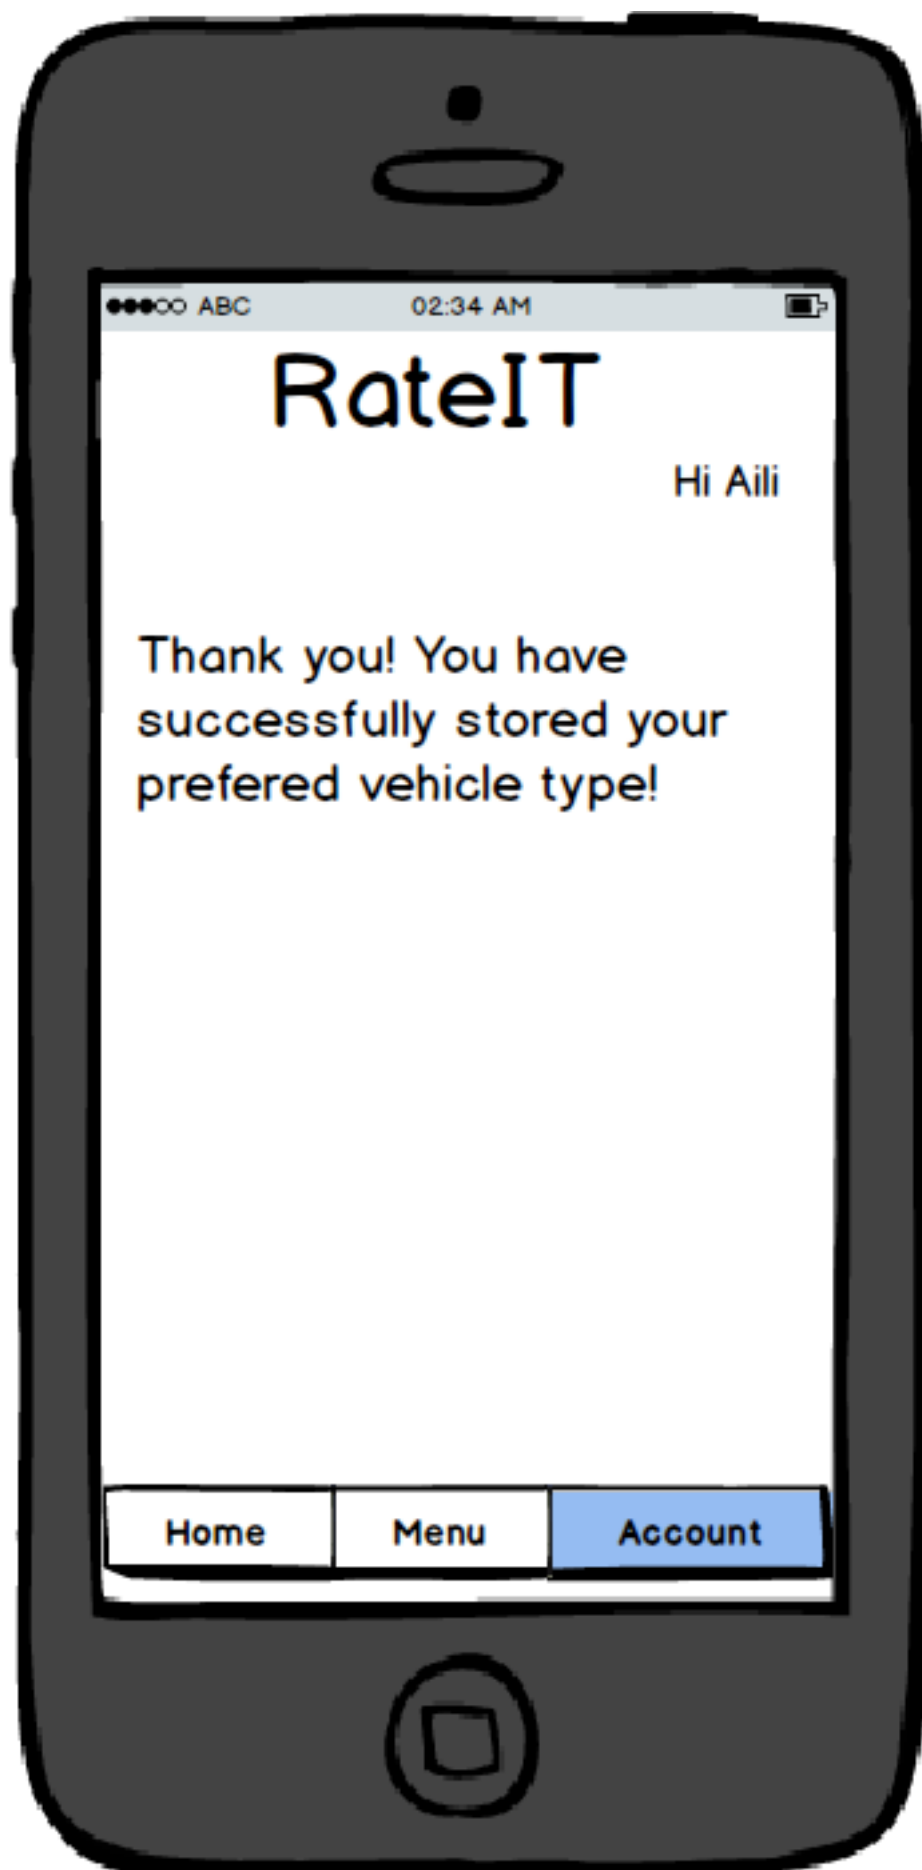 ABC 02:34 AM
RateIT
Hi Aili
Thank you! You have
successfully stored your
prefered vehicle type!
Home Menu Account